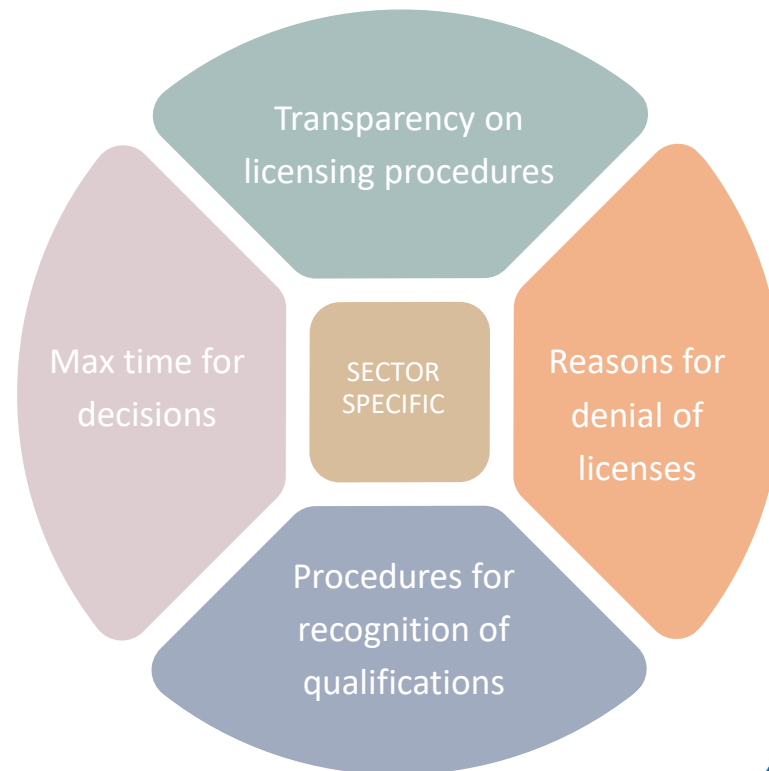 Transparency on
licensing procedures
Max time for
decisions
SECTOR
SPECIFIC
Reasons for
denial of
licenses
Procedures for
recognition of
qualifications